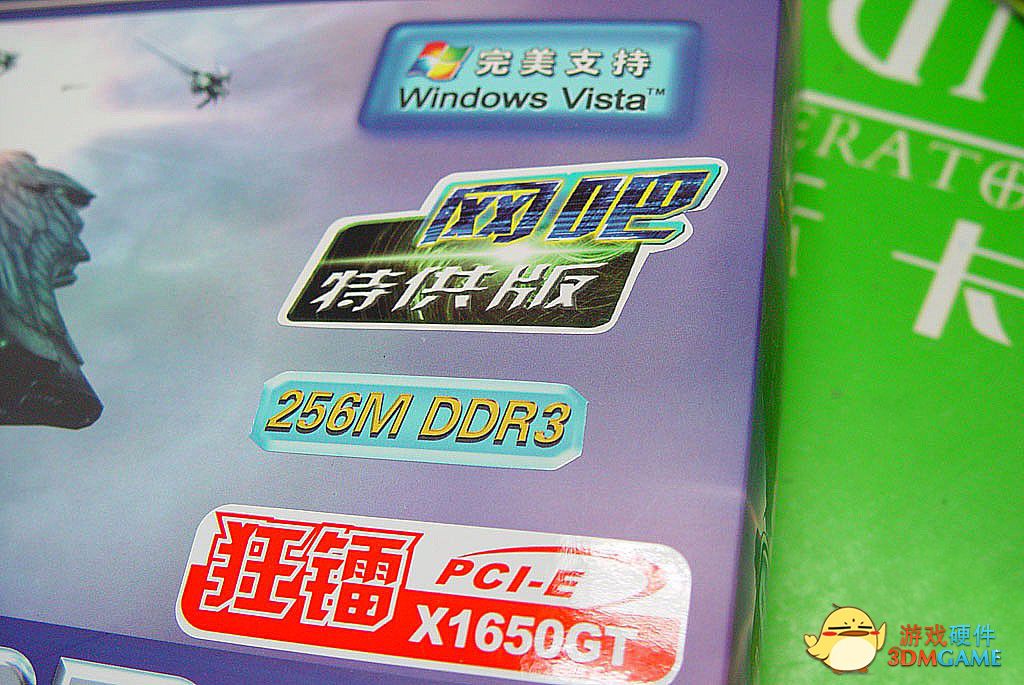 完美支持
Windows Vista™
网吧
特供版
256M DDR3
狂镭
PCI-E
X1650GT
卡
游戏硬件
3DMGAME